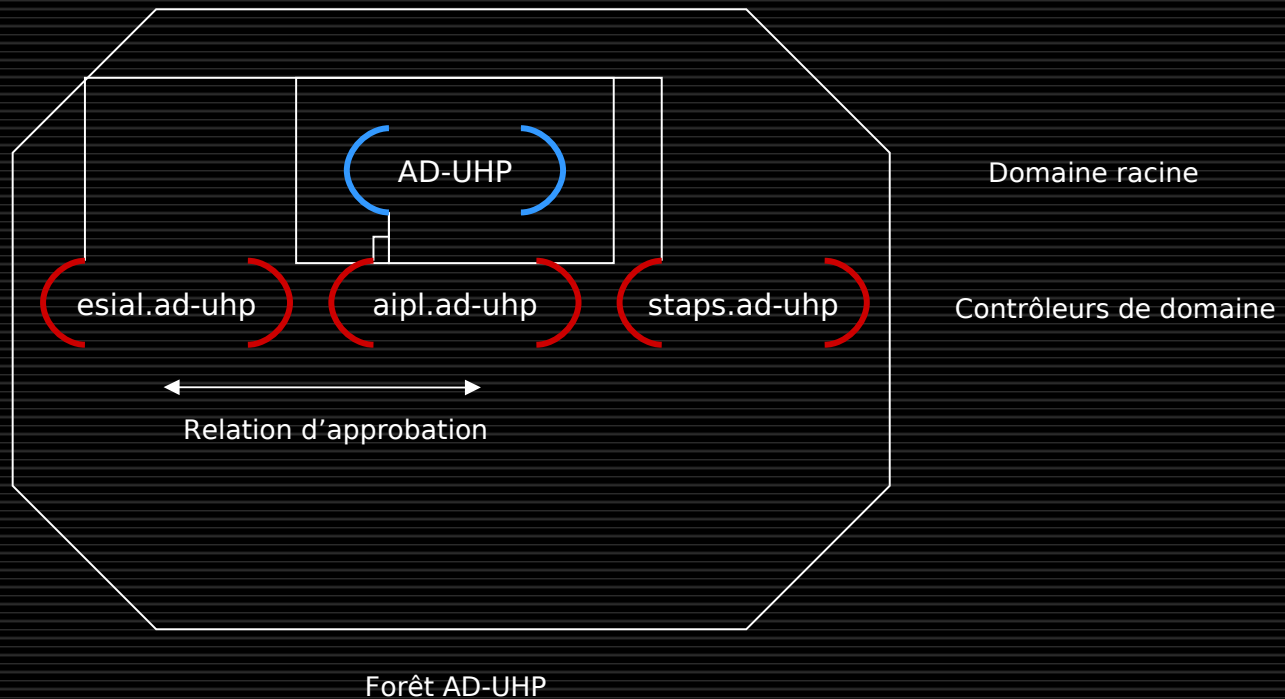 AD-UHP
Domaine racine
esial.ad-uhp
aipl.ad-uhp
staps.ad-uhp
Contrôleurs de domaine
Relation d’approbation
Forêt AD-UHP